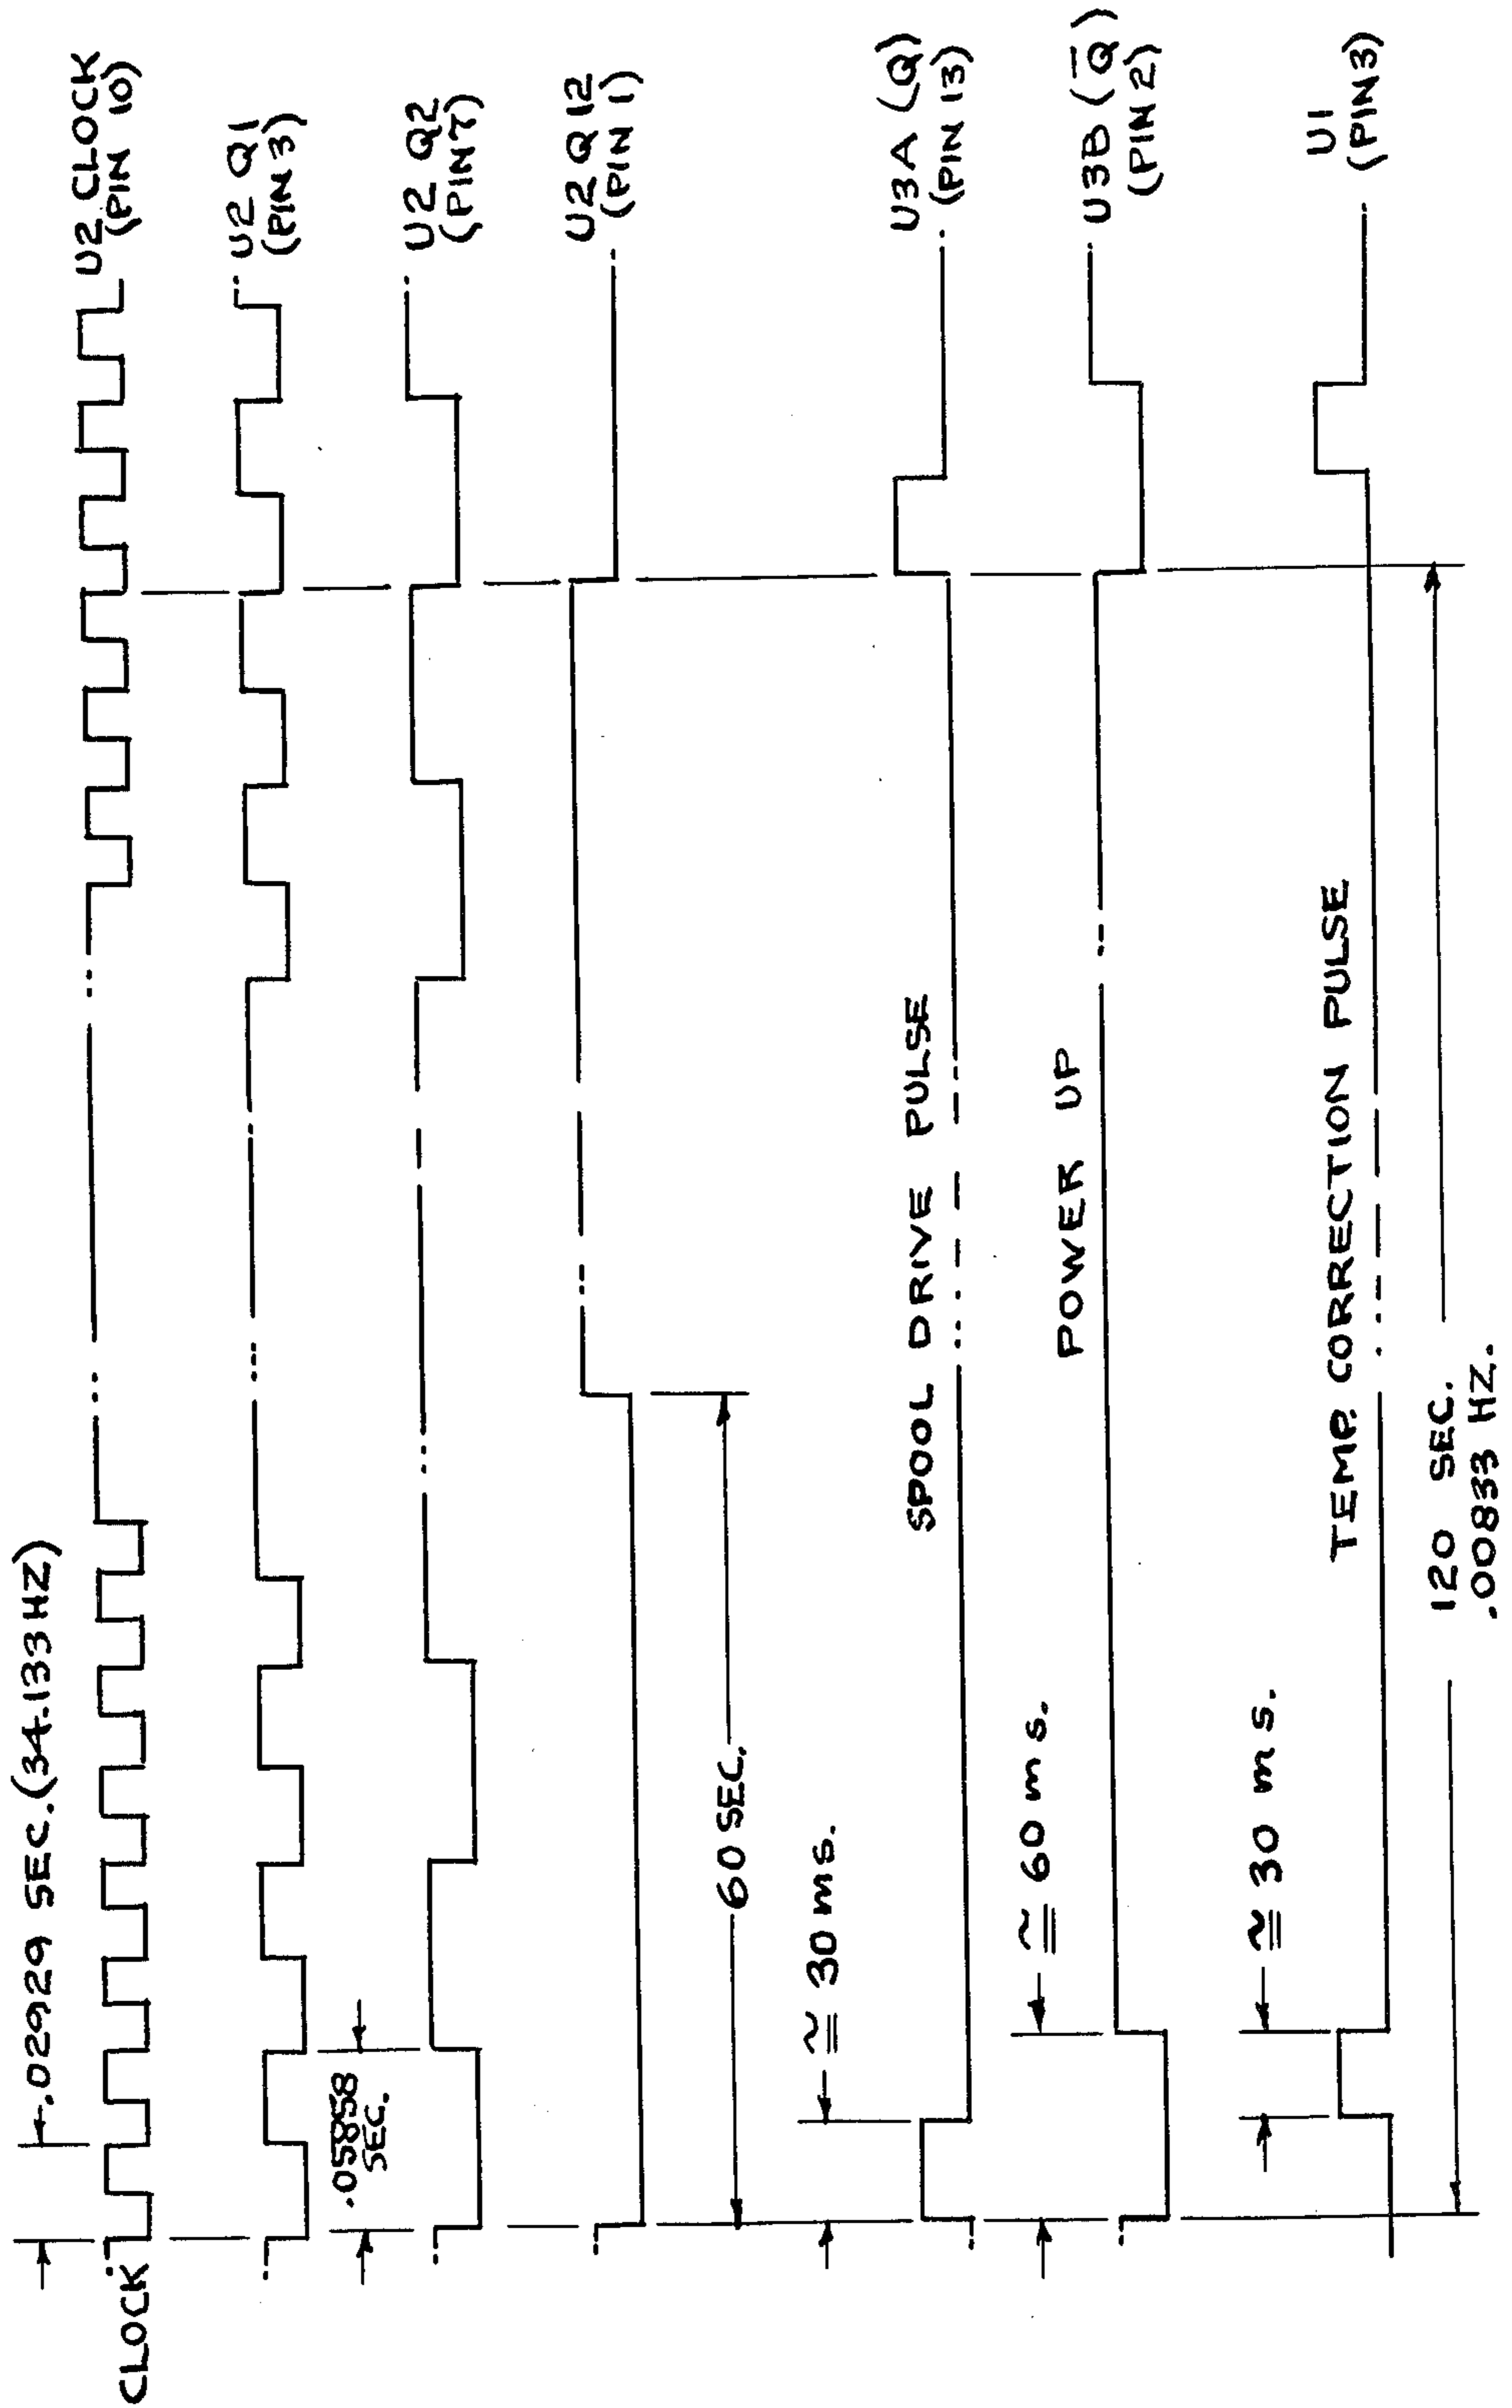 .02929 SEC. (34.133 HZ)
CLOCK
U2 CLOCK
(PIN 10)
U2 Q1
(PIN 3)
.05858
SEC.
U2 Q2
(PIN 7)
U2 Q12
(PIN 1)
60 SEC.
≅ 30 ms.
SPOOL DRIVE PULSE
U3A (Q)
(PIN 13)
≅ 60 ms.
POWER UP
U3B (Q̅)
(PIN 2)
≅ 30 ms.
TEMP. CORRECTION PULSE
U1
(PIN 3)
120 SEC.
.00833 HZ.